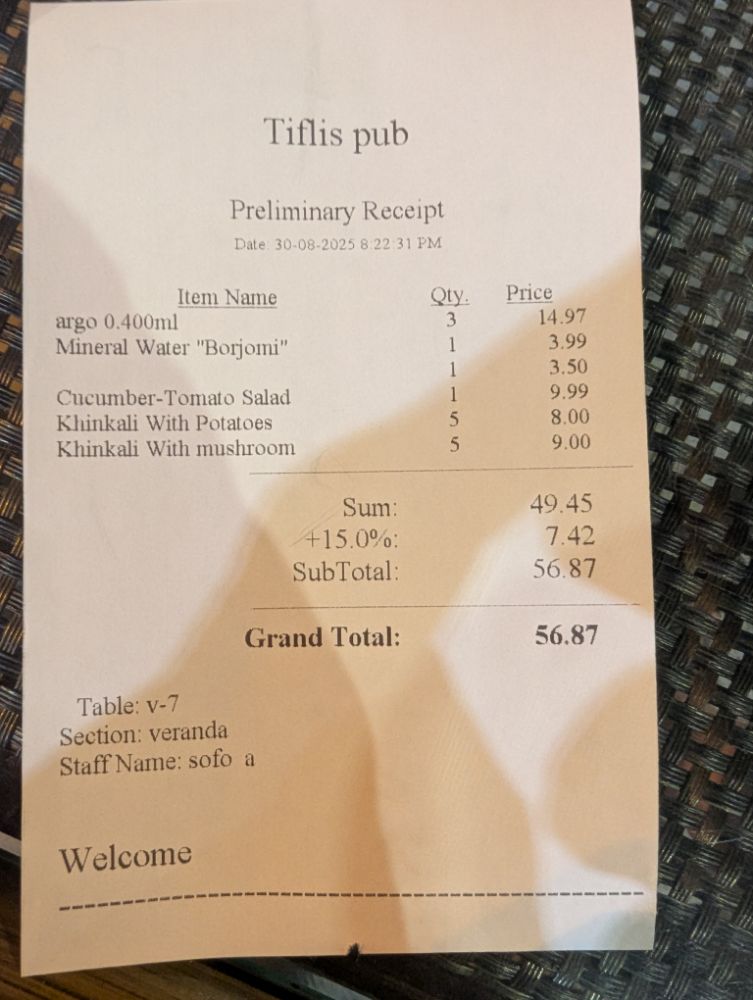 Tiflis pub
Preliminary Receipt
Date: 30-08-2025 8:22:31 PM
Item Name Qty. Price
argo 0.400ml 3 14.97
Mineral Water "Borjomi" 1 3.99
1 3.50
Cucumber-Tomato Salad 1 9.99
Khinkali With Potatoes 5 8.00
Khinkali With mushroom 5 9.00
Sum: 49.45
+15.0%: 7.42
SubTotal: 56.87
Grand Total: 56.87
Table: v-7
Section: veranda
Staff Name: sofo a
Welcome